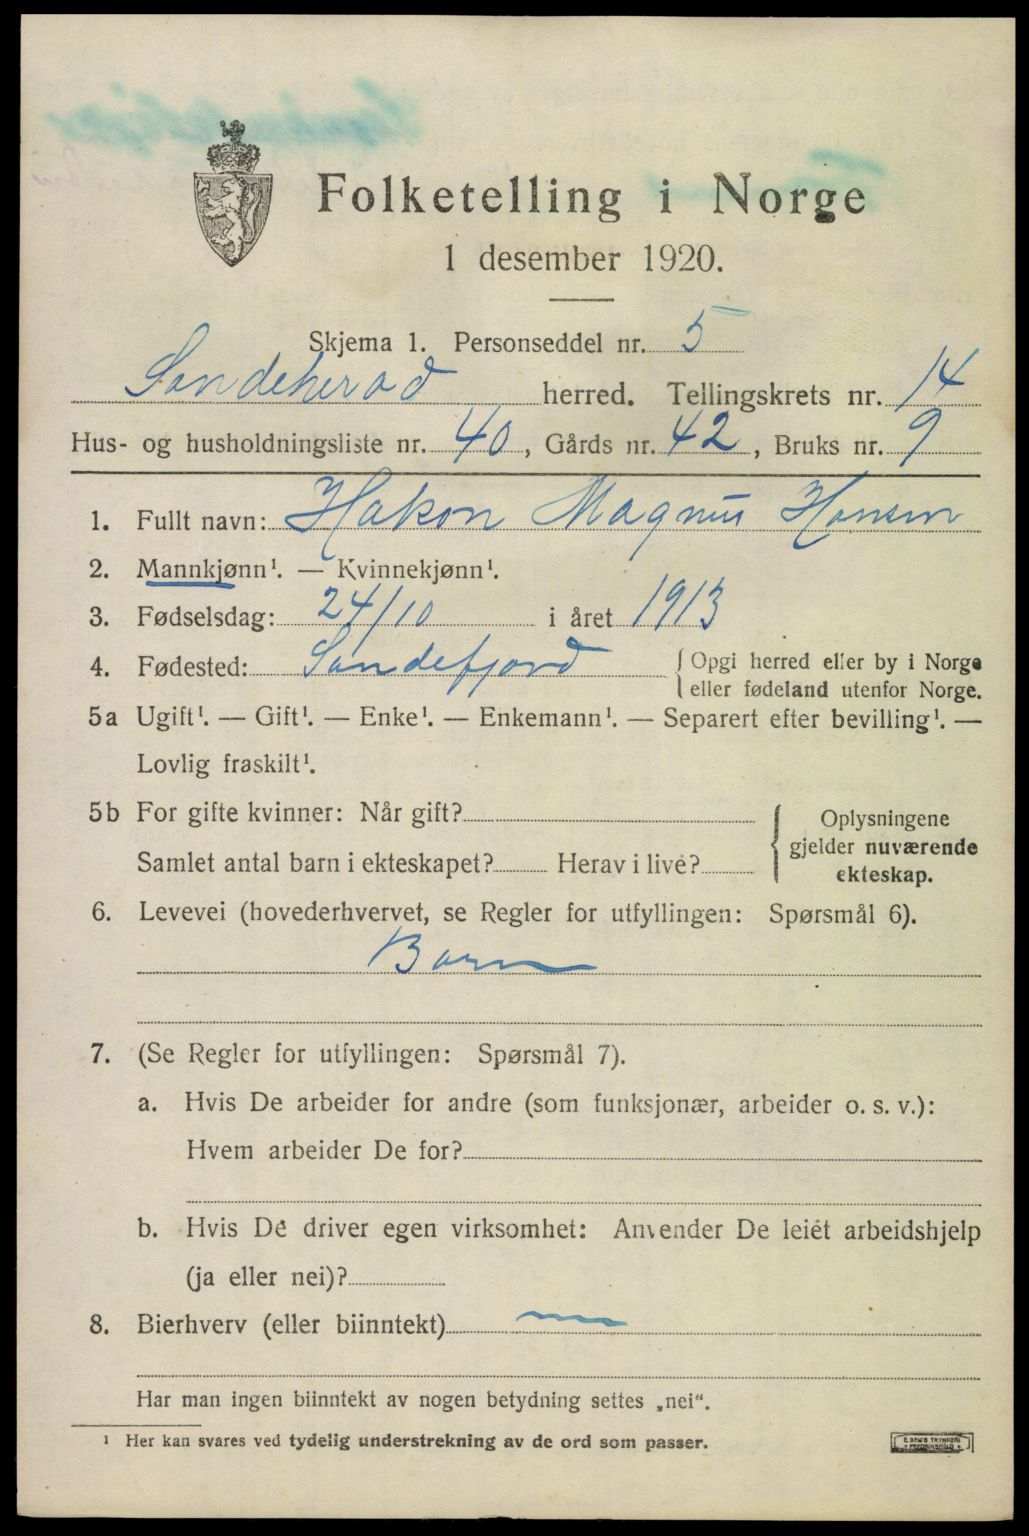 Folketelling i Norge
1 desember 1920.
Skjema 1. Personseddel nr. 5
Sandeherad herred. Tellingskrets nr. 14
Hus- og husholdningsliste nr. 40, Gårds nr. 42, Bruks nr. 9
1. Fullt navn: Hakon Magnus Hansen
2. Mannkjønn¹. — Kvinnekjønn¹.
3. Fødselsdag: 24/10 i året 1913
4. Fødested: Sandefjord { Opgi herred eller by i Norge
eller fødeland utenfor Norge.
5a Ugift¹. — Gift¹. — Enke¹. — Enkemann¹. — Separert efter bevilling¹. —
Lovlig fraskilt¹.
5b For gifte kvinner: Når gift?
Samlet antal barn i ekteskapet? Herav i live?
{ Oplysningene
gjelder nuværende
ekteskap.
6. Levevei (hovederhvervet, se Regler for utfyllingen: Spørsmål 6).
Barn
7. (Se Regler for utfyllingen: Spørsmål 7).
a. Hvis De arbeider for andre (som funksjonær, arbeider o. s. v.):
Hvem arbeider De for?
b. Hvis De driver egen virksomhet: Anvender De leiet arbeidshjelp
(ja eller nei)?
8. Bierhverv (eller biinntekt)
Har man ingen biinntekt av nogen betydning settes „nei“.
¹ Her kan svares ved tydelig understrekning av de ord som passer.